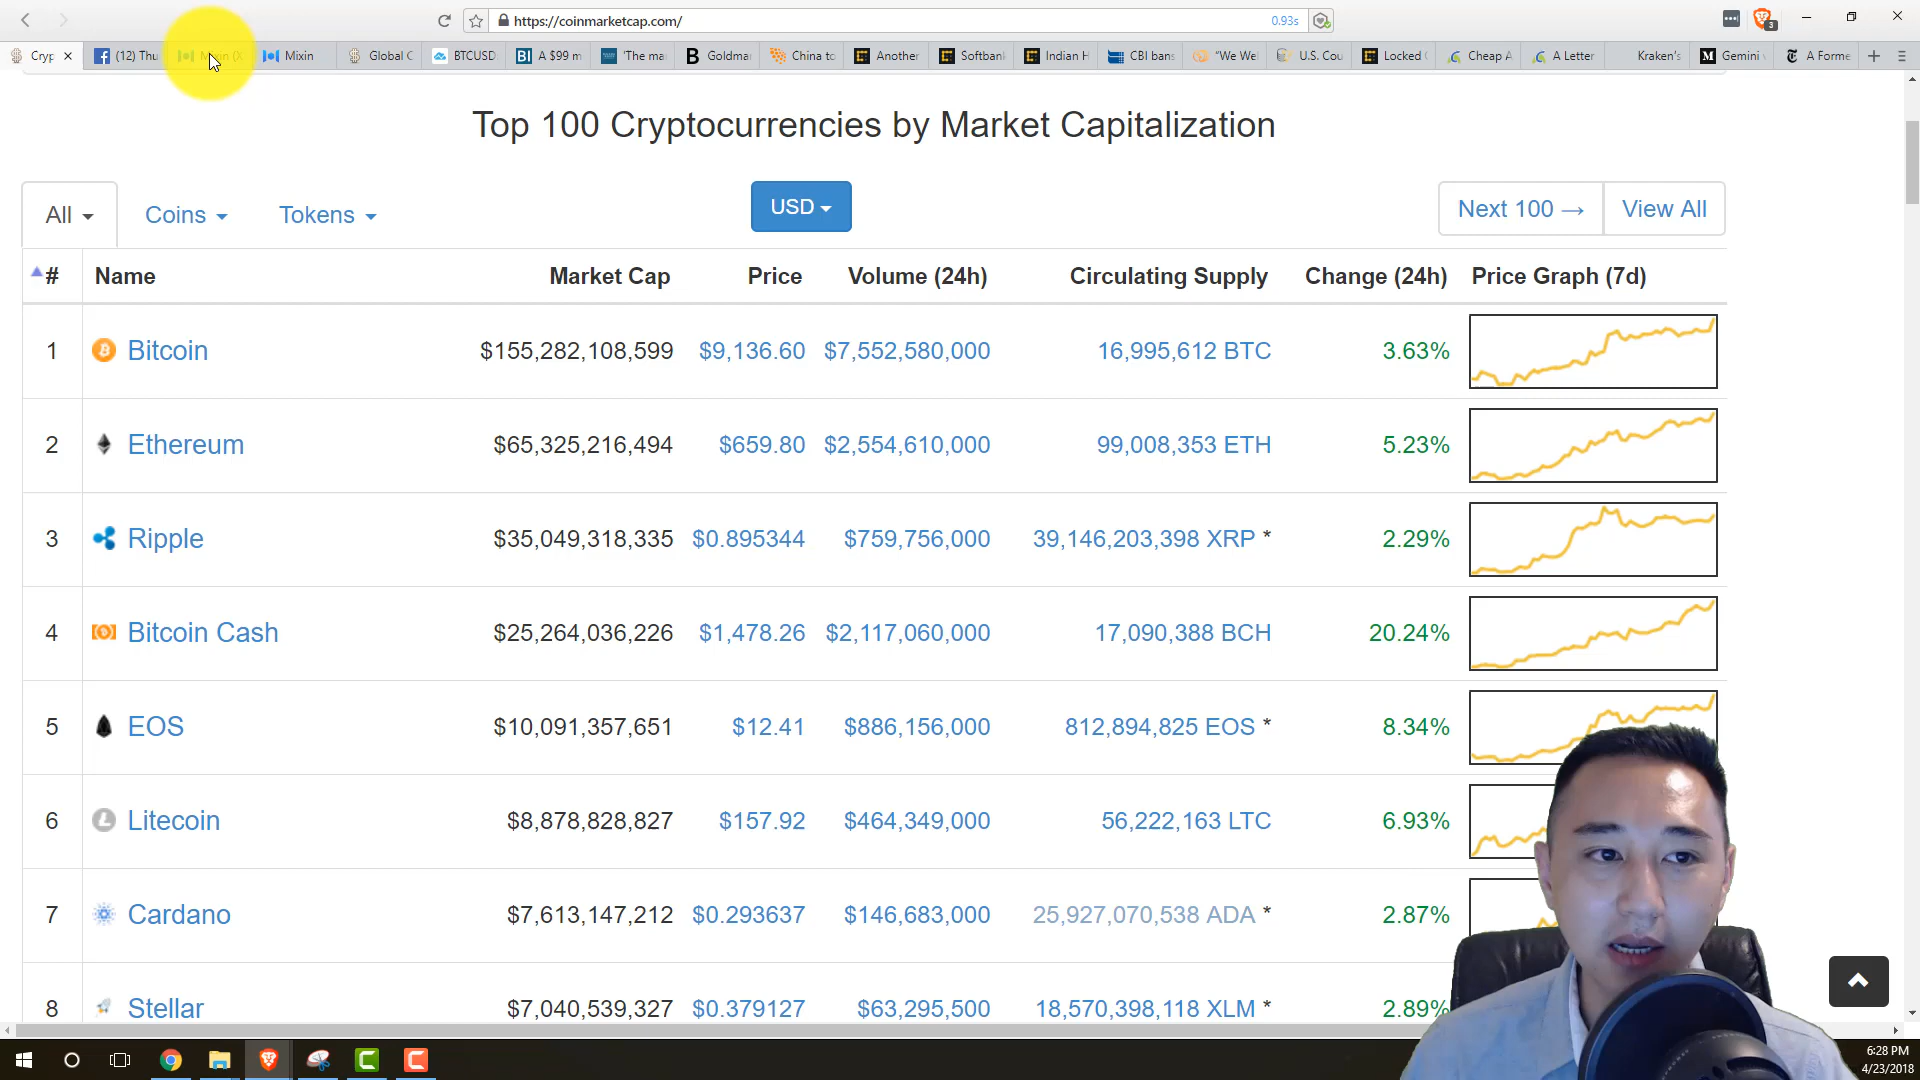 https://coinmarketcap.com/
0.93s
3
Cryp
(12) Thu
Mixin (X
Mixin
Global C
BTCUSD
A $99 m
'The ma
Goldma
China to
Another
Softban
Indian H
CBI bans
"We We
U.S. Cou
Locked
Cheap A
A Letter
Kraken's
Gemini
A Forme
Top 100 Cryptocurrencies by Market Capitalization
All
Coins
Tokens
USD
Next 100 →
View All
# Name Market Cap Price Volume (24h) Circulating Supply Change (24h) Price Graph (7d)
1 Bitcoin $155,282,108,599 $9,136.60 $7,552,580,000 16,995,612 BTC 3.63%
2 Ethereum $65,325,216,494 $659.80 $2,554,610,000 99,008,353 ETH 5.23%
3 Ripple $35,049,318,335 $0.895344 $759,756,000 39,146,203,398 XRP * 2.29%
4 Bitcoin Cash $25,264,036,226 $1,478.26 $2,117,060,000 17,090,388 BCH 20.24%
5 EOS $10,091,357,651 $12.41 $886,156,000 812,894,825 EOS * 8.34%
6 Litecoin $8,878,828,827 $157.92 $464,349,000 56,222,163 LTC 6.93%
7 Cardano $7,613,147,212 $0.293637 $146,683,000 25,927,070,538 ADA * 2.87%
8 Stellar $7,040,539,327 $0.379127 $63,295,500 18,570,398,118 XLM * 2.89%
6:28 PM
4/23/2018